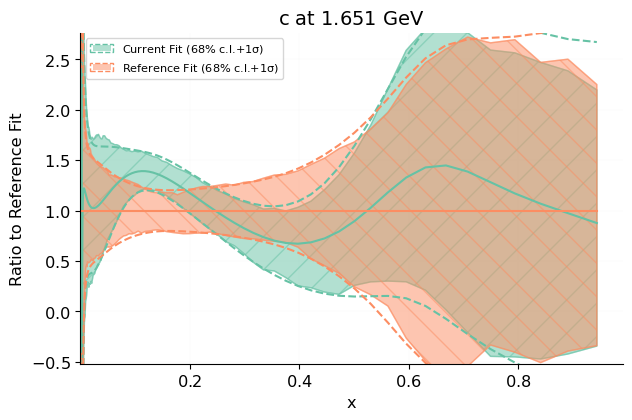 c at 1.651 GeV
Current Fit (68% c.l.+1σ)
Reference Fit (68% c.l.+1σ)
Ratio to Reference Fit
2.5
2.0
1.5
1.0
0.5
0.0
−0.5
0.2 0.4 0.6 0.8
x